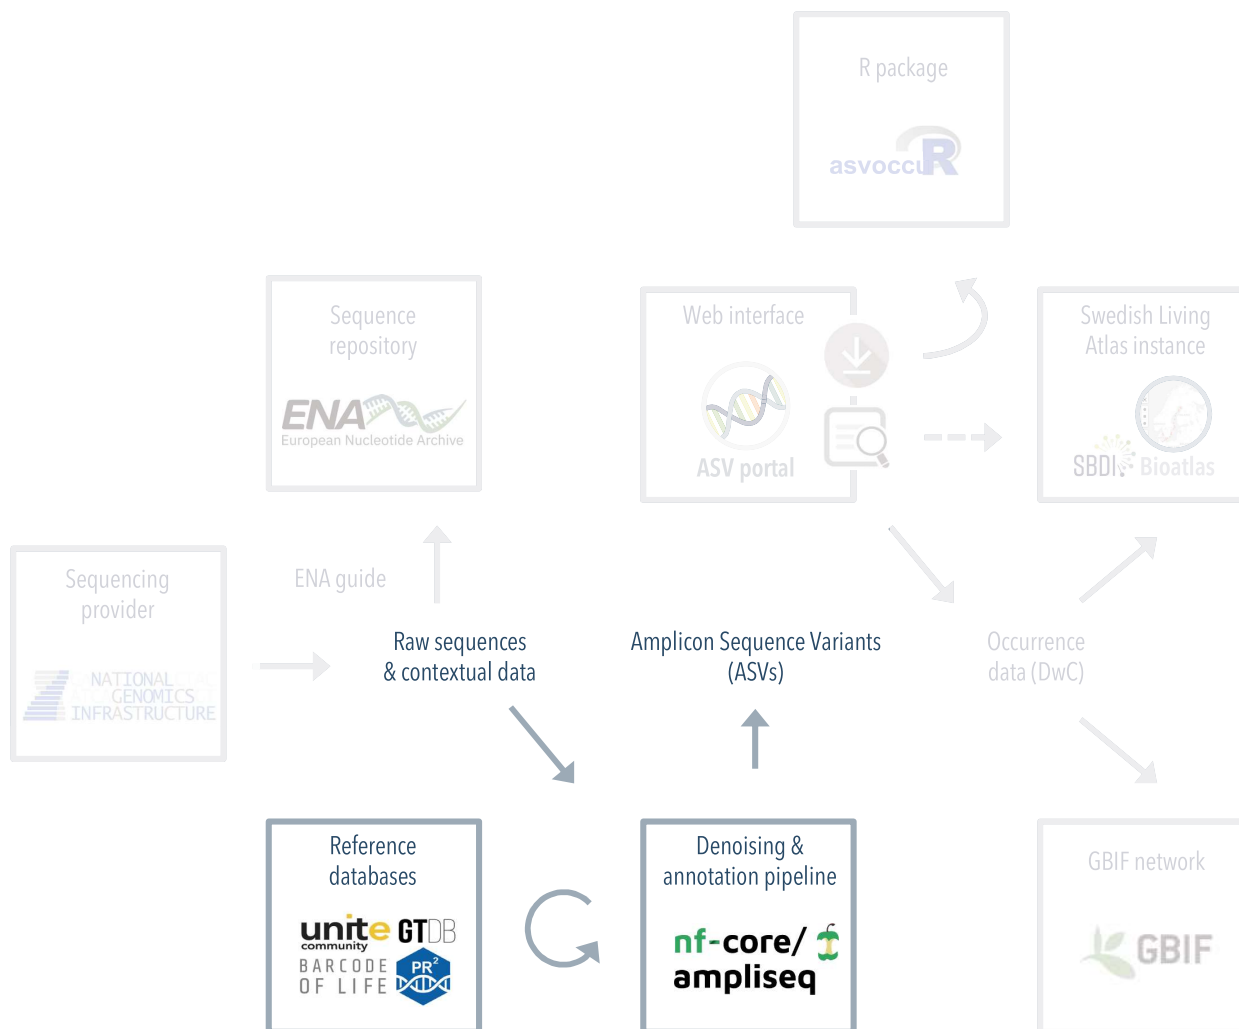 R package
asvoccuR
Sequence
repository
ENA
European Nucleotide Archive
Web interface
ASV portal
Swedish Living
Atlas instance
SBDI Bioatlas
Sequencing
provider
NATIONAL
GENOMICS
INFRASTRUCTURE
ENA guide
Raw sequences
& contextual data
Amplicon Sequence Variants
(ASVs)
Occurrence
data (DwC)
Reference
databases
unite
community
GTDB
BARCODE
OF LIFE
PR2
Denoising &
annotation pipeline
nf-core/
ampliseq
GBIF network
GBIF